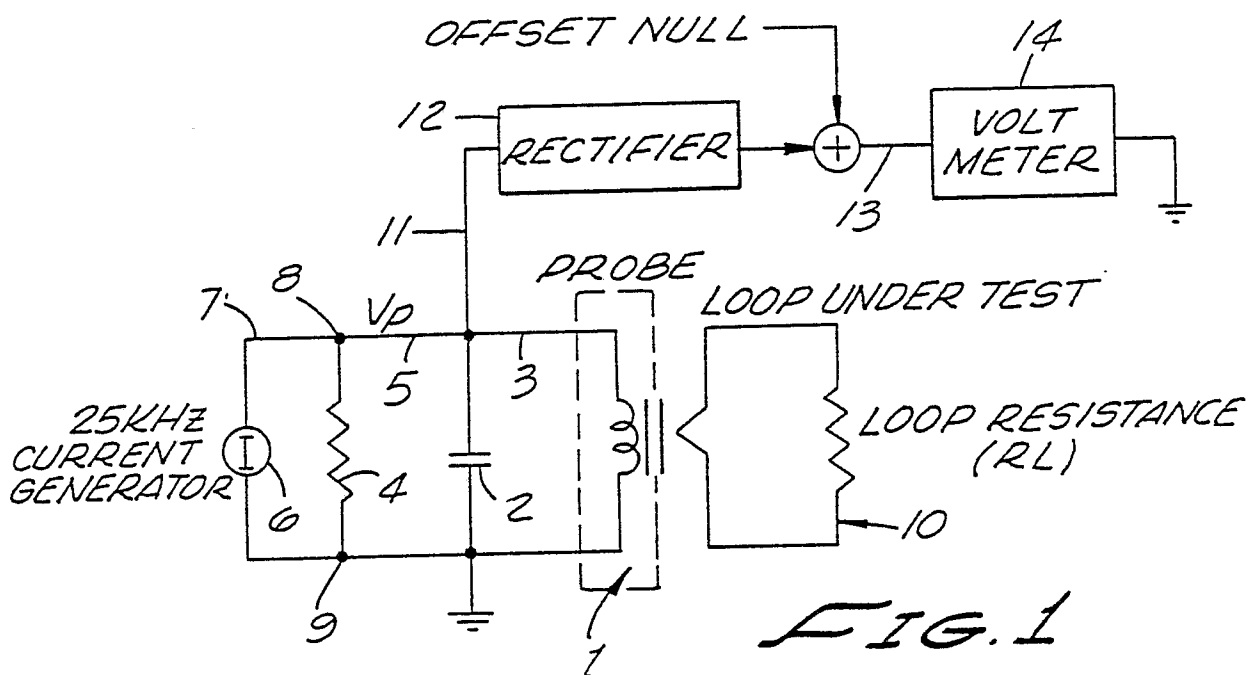 OFFSET NULL
14
12
RECTIFIER
+
VOLT
METER
13
11
PROBE
8
7
Vp
LOOP UNDER TEST
5
3
25KHz
CURRENT
GENERATOR
I
LOOP RESISTANCE
(RL)
4
2
6
10
9
1
FIG. 1